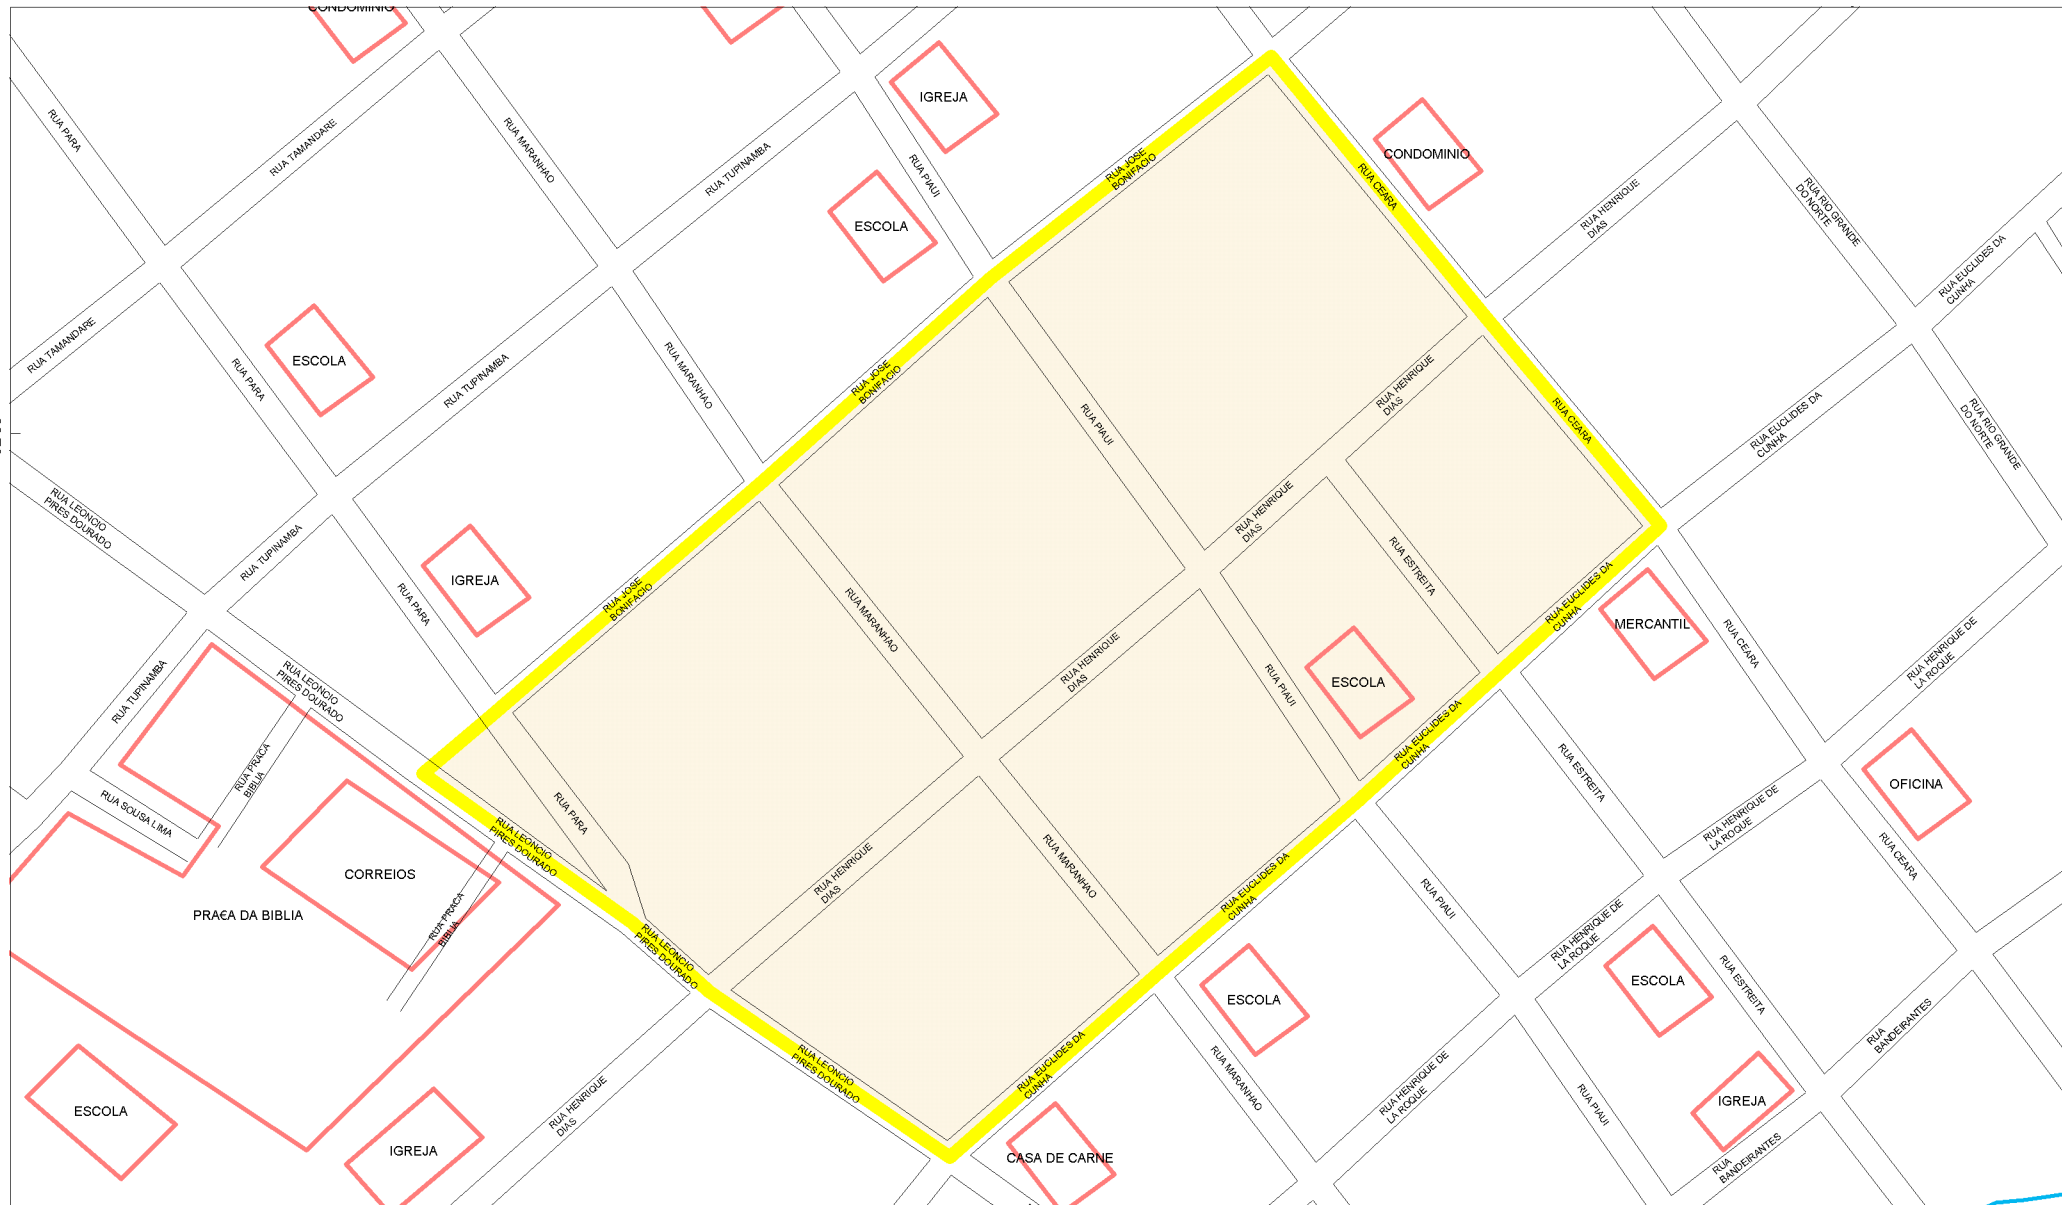 CONDOMINIO
IGREJA
RUA PARA
RUA TAMANDARE
RUA MARANHAO
RUA TUPINAMBA
RUA PIAUI
RUA JOSE
BONIFACIO
CONDOMINIO
RUA CEARA
RUA HENRIQUE
DIAS
RUA RIO GRANDE
DO NORTE
RUA EUCLIDES DA
CUNHA
ESCOLA
RUA TAMANDARE
ESCOLA
RUA PARA
RUA TUPINAMBA
RUA MARANHAO
RUA JOSE
BONIFACIO
RUA PIAUI
RUA HENRIQUE
DIAS
RUA CEARA
RUA EUCLIDES DA
CUNHA
RUA RIO GRANDE
DO NORTE
RUA LEONCIO
PIRES DOURADO
RUA TUPINAMBA
RUA PARA
IGREJA
RUA JOSE
BONIFACIO
RUA MARANHAO
RUA HENRIQUE
DIAS
RUA ESTREITA
RUA EUCLIDES DA
CUNHA
MERCANTIL
RUA CEARA
RUA HENRIQUE DE
LA ROQUE
RUA TUPINAMBA
RUA LEONCIO
PIRES DOURADO
RUA HENRIQUE
DIAS
RUA PIAUI
ESCOLA
RUA EUCLIDES DA
CUNHA
RUA PRACA
BIBLIA
RUA SOUSA LIMA
RUA PARA
RUA ESTREITA
OFICINA
RUA LEONCIO
PIRES DOURADO
CORREIOS
RUA HENRIQUE
DIAS
RUA MARANHAO
RUA EUCLIDES DA
CUNHA
RUA HENRIQUE DE
LA ROQUE
RUA CEARA
PRA€A DA BIBLIA
RUA PRACA
BIBLIA
RUA LEONCIO
PIRES DOURADO
RUA PIAUI
RUA HENRIQUE DE
LA ROQUE
ESCOLA
ESCOLA
RUA ESTREITA
RUA
BANDEIRANTES
RUA LEONCIO
PIRES DOURADO
RUA EUCLIDES DA
CUNHA
RUA MARANHAO
RUA HENRIQUE DE
LA ROQUE
RUA PIAUI
IGREJA
ESCOLA
IGREJA
RUA HENRIQUE
DIAS
CASA DE CARNE
RUA
BANDEIRANTES